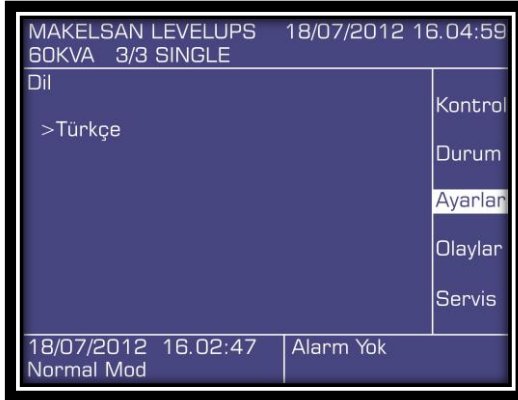 MAKELSAN LEVELUPS 18/07/2012 16.04:59
60KVA 3/3 SINGLE
Dil
>Türkçe
Kontrol
Durum
Ayarlar
Olaylar
Servis
18/07/2012 16.02:47 Alarm Yok
Normal Mod